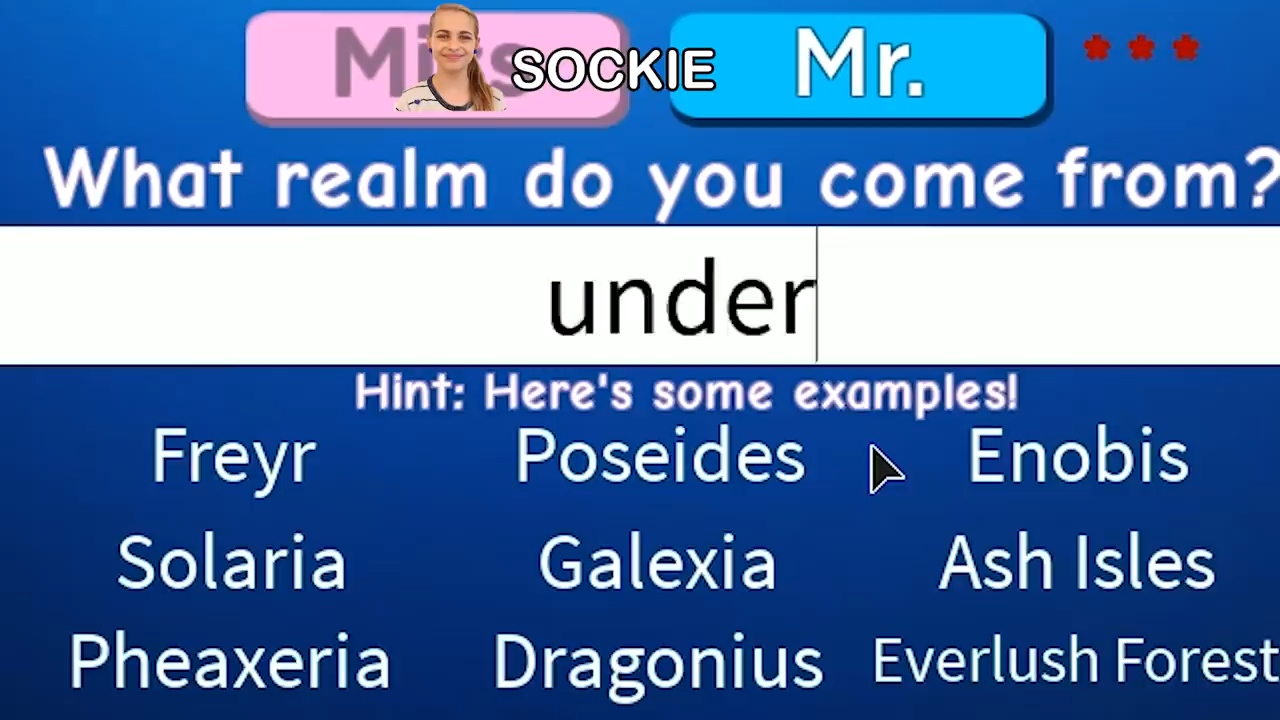 Miss SOCKIE Mr. ***
What realm do you come from?
under
Hint: Here's some examples!
Freyr Poseides Enobis
Solaria Galexia Ash Isles
Pheaxeria Dragonius Everlush Forest